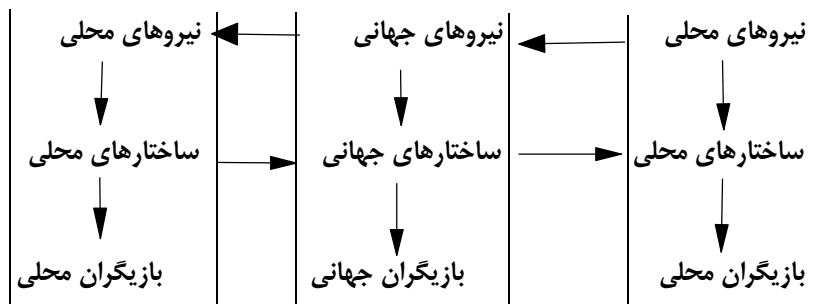 نیروهای محلی نیروهای جهانی نیروهای محلی
ساختارهای محلی ساختارهای جهانی ساختارهای محلی
بازیگران محلی بازیگران جهانی بازیگران محلی